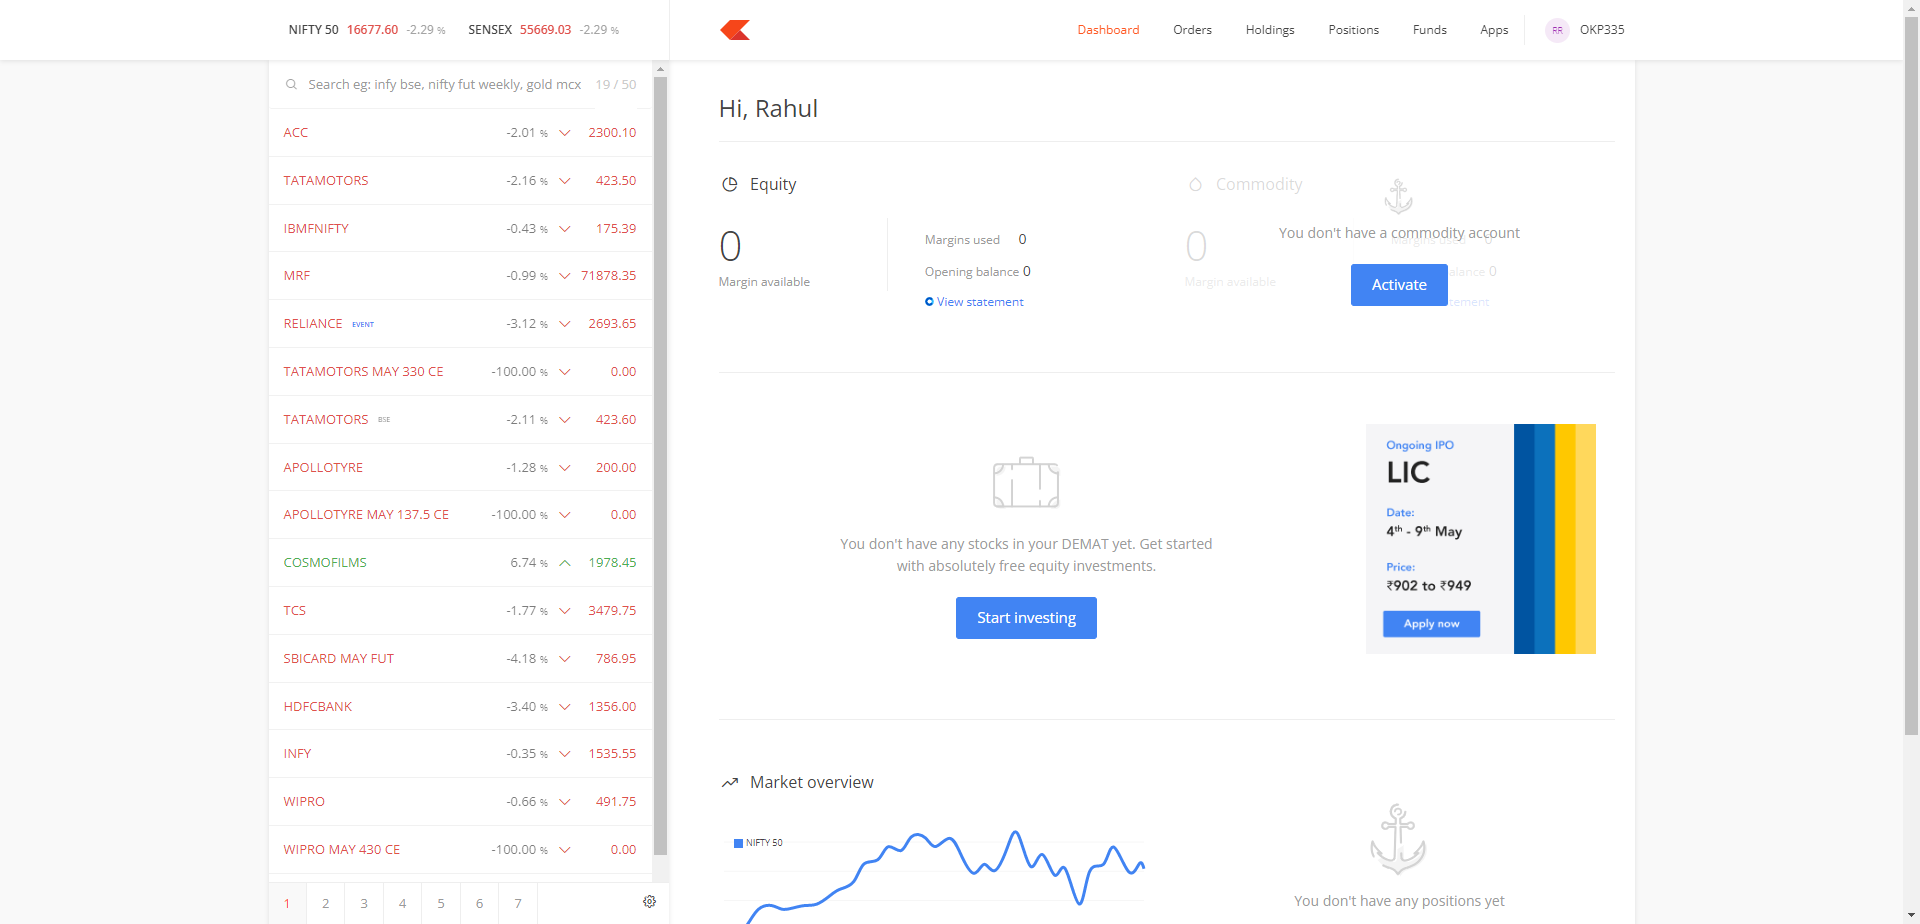 NIFTY 50 16677.60 -2.29 % SENSEX 55669.03 -2.29 %
Dashboard Orders Holdings Positions Funds Apps RR OKP335
Search eg: infy bse, nifty fut weekly, gold mcx 19 / 50
ACC -2.01 % 2300.10
TATAMOTORS -2.16 % 423.50
IBMFNIFTY -0.43 % 175.39
MRF -0.99 % 71878.35
RELIANCE EVENT -3.12 % 2693.65
TATAMOTORS MAY 330 CE -100.00 % 0.00
TATAMOTORS BSE -2.11 % 423.60
APOLLOTYRE -1.28 % 200.00
APOLLOTYRE MAY 137.5 CE -100.00 % 0.00
COSMOFILMS 6.74 % 1978.45
TCS -1.77 % 3479.75
SBICARD MAY FUT -4.18 % 786.95
HDFCBANK -3.40 % 1356.00
INFY -0.35 % 1535.55
WIPRO -0.66 % 491.75
WIPRO MAY 430 CE -100.00 % 0.00
1 2 3 4 5 6 7
Hi, Rahul
Equity
0
Margin available
Margins used 0
Opening balance 0
View statement
Commodity
0
Margin available
Margins used 0
alance 0
tement
You don't have a commodity account
Activate
You don't have any stocks in your DEMAT yet. Get started
with absolutely free equity investments.
Start investing
Ongoing IPO
LIC
Date:
4th - 9th May
Price:
₹902 to ₹949
Apply now
Market overview
NIFTY 50
You don't have any positions yet